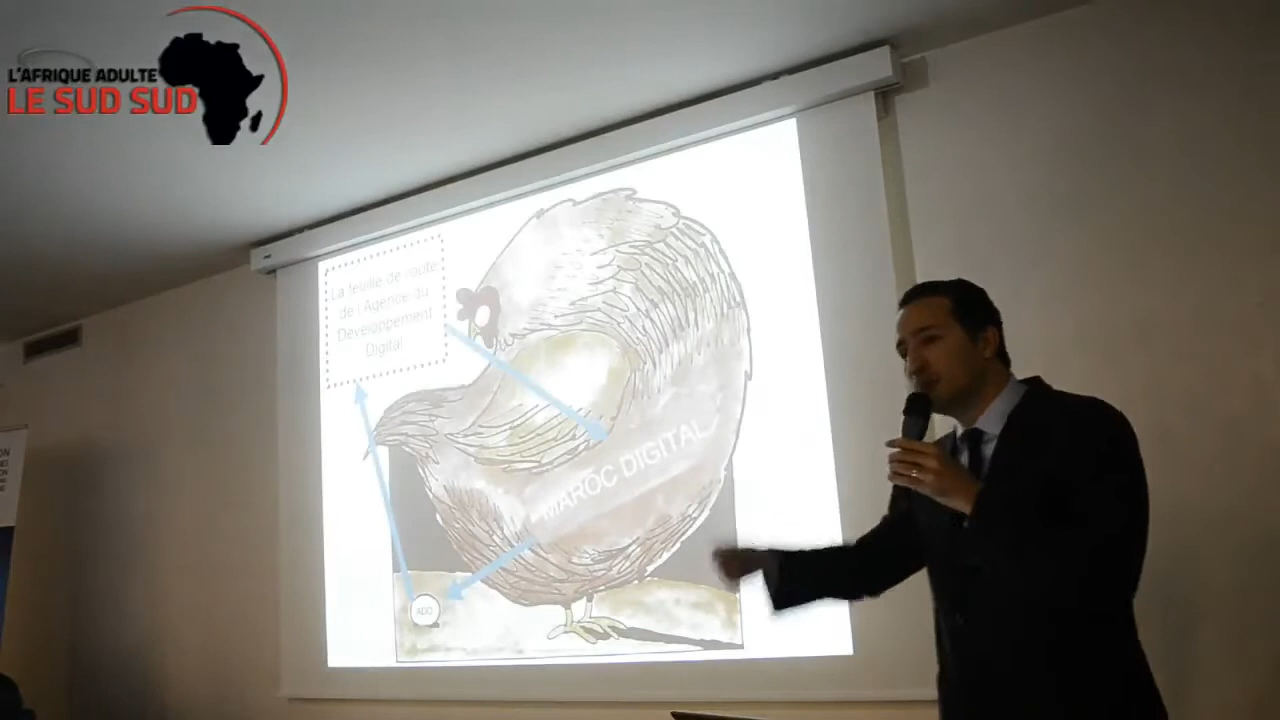 L'AFRIQUE ADULTE
LE SUD SUD
La feuille de route
de l'Agence du
Développement
Digital
MAROC DIGITAL
ADD